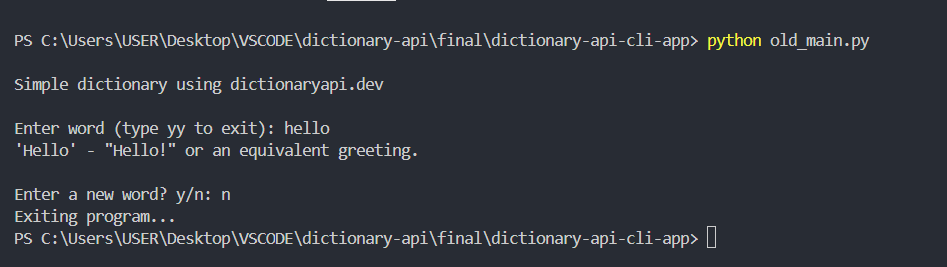 PS C:\Users\USER\Desktop\VSCODE\dictionary-api\final\dictionary-api-cli-app> python old_main.py
Simple dictionary using dictionaryapi.dev
Enter word (type yy to exit): hello
'Hello' - "Hello!" or an equivalent greeting.
Enter a new word? y/n: n
Exiting program...
PS C:\Users\USER\Desktop\VSCODE\dictionary-api\final\dictionary-api-cli-app>